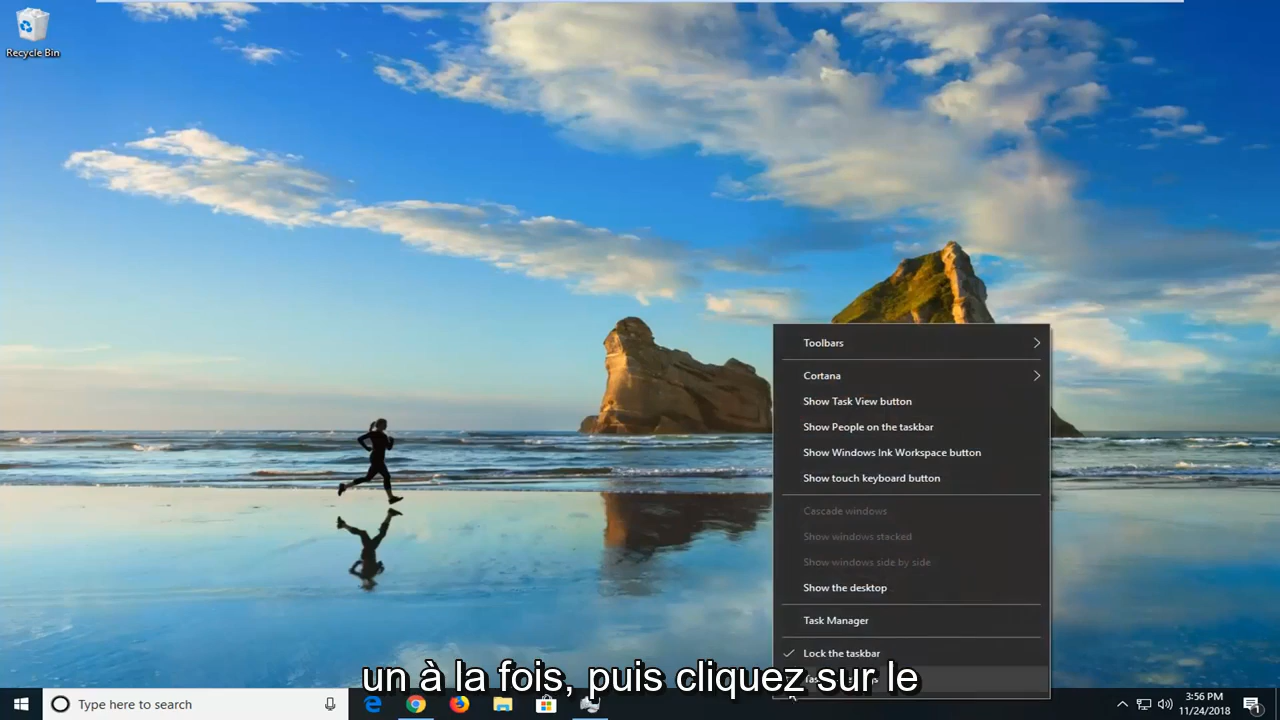 Recycle Bin
Toolbars
Cortana
Show Task View button
Show People on the taskbar
Show Windows Ink Workspace button
Show touch keyboard button
Cascade windows
Show windows stacked
Show windows side by side
Show the desktop
Task Manager
Lock the taskbar
un à la fois, puis cliquez sur le
Type here to search
3:56 PM
11/24/2018
1